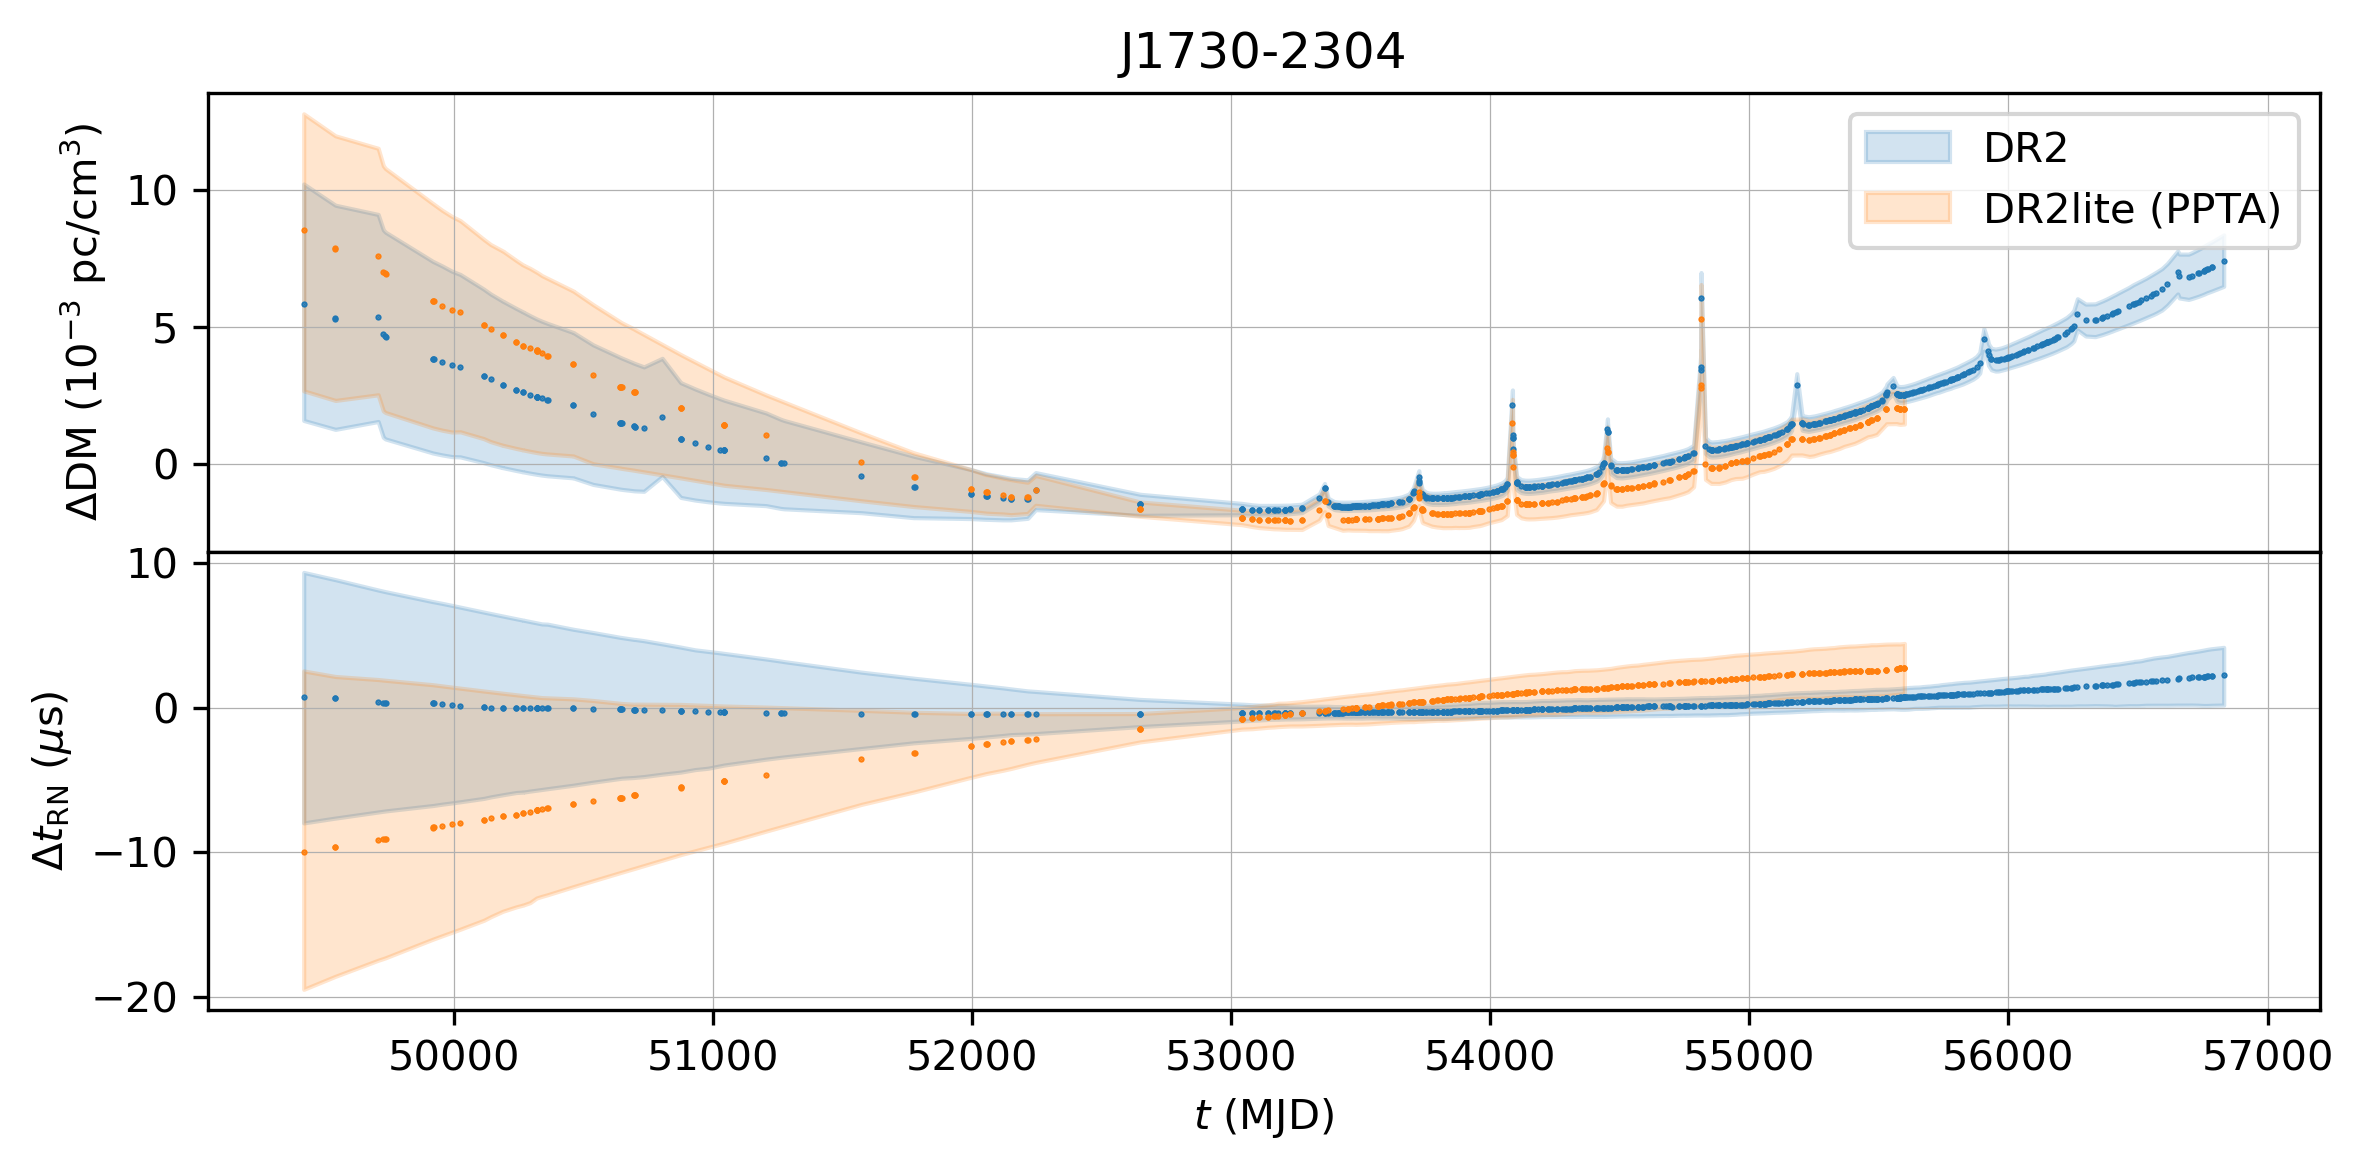 J1730-2304
ΔDM (10⁻³ pc/cm³)
10
5
0
DR2
DR2lite (PPTA)
Δt_RN (μs)
10
0
−10
−20
50000 51000 52000 53000 54000 55000 56000 57000
t (MJD)